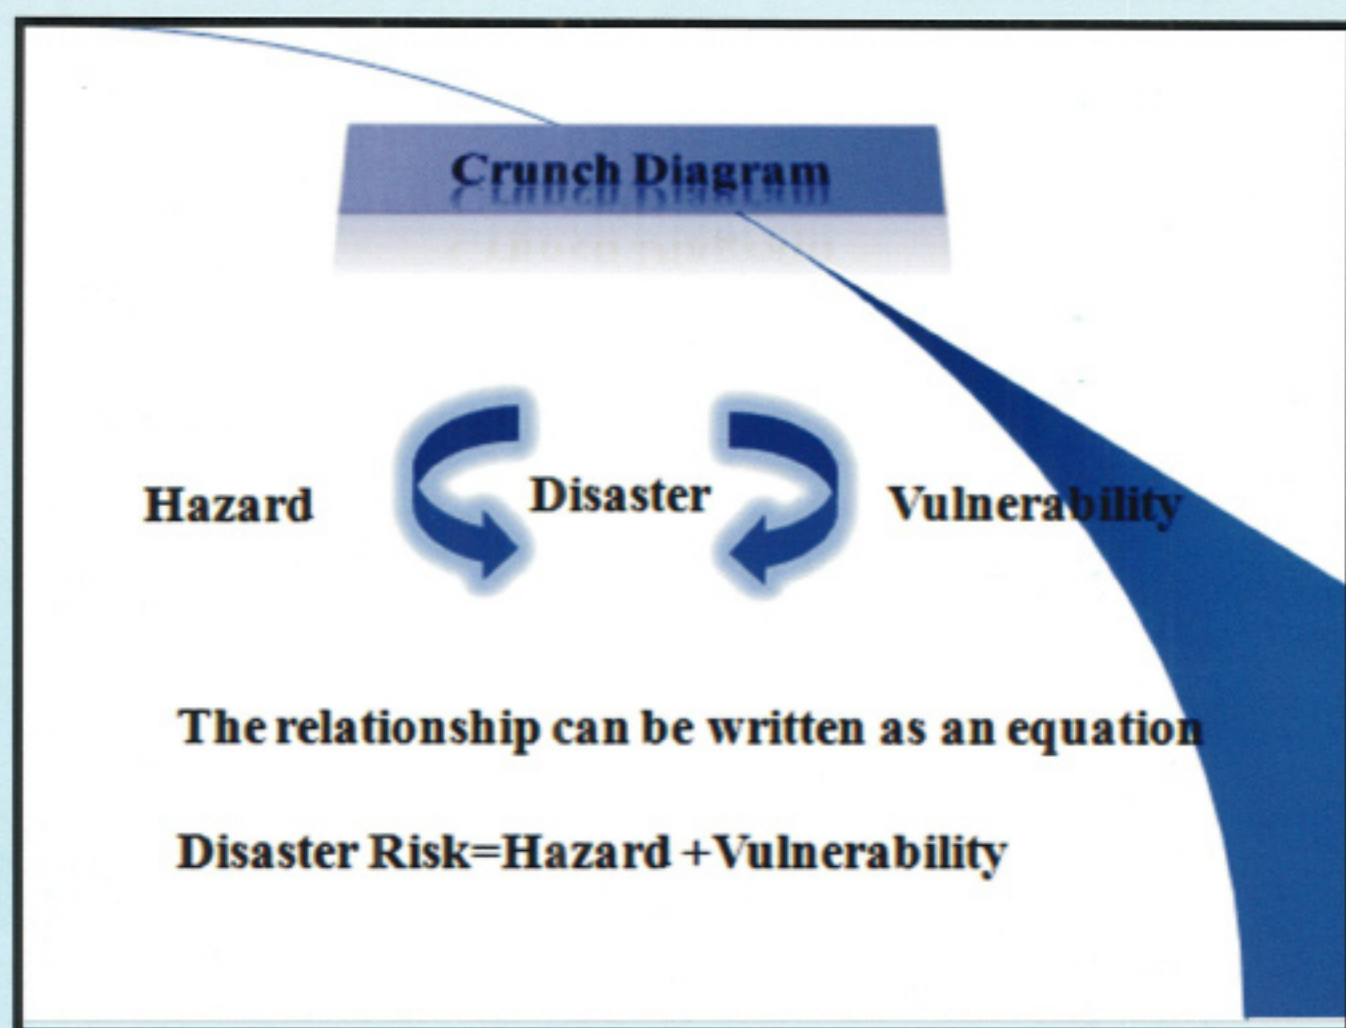 Crunch Diagram
Hazard Disaster Vulnerability
The relationship can be written as an equation
Disaster Risk=Hazard +Vulnerability